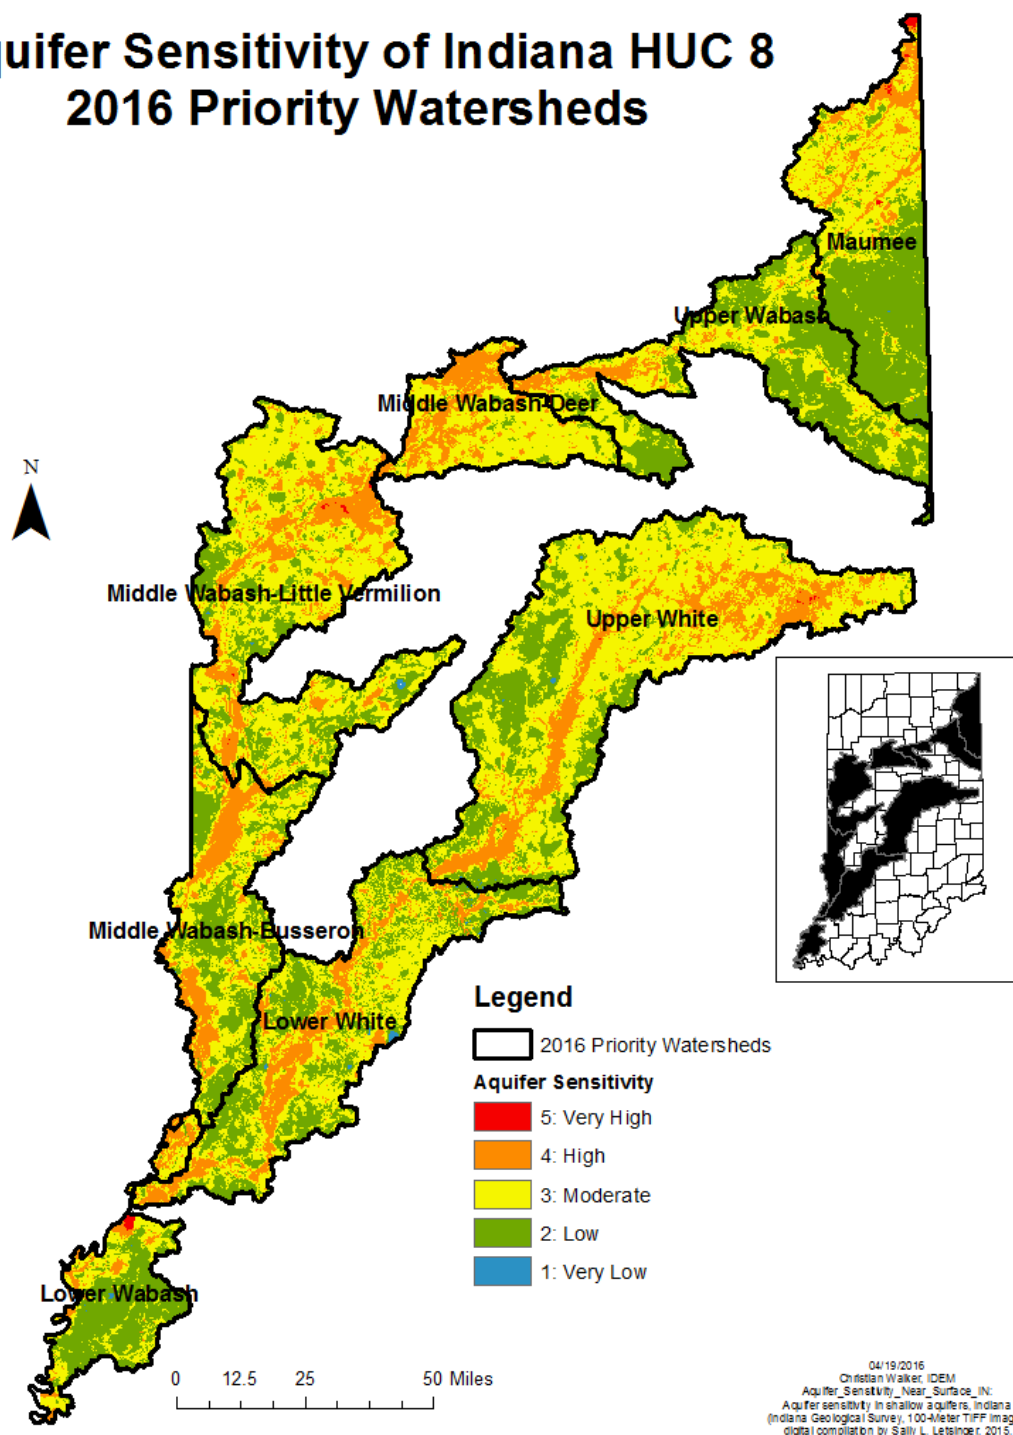 quifer Sensitivity of Indiana HUC 8
2016 Priority Watersheds
Maumee
Upper Wabash
Middle Wabash-Deer
N
Middle Wabash-Little Vermilion
Upper White
Middle Wabash-Busseron
Lower White
Lower Wabash
Legend
2016 Priority Watersheds
Aquifer Sensitivity
5: Very High
4: High
3: Moderate
2: Low
1: Very Low
0 12.5 25 50 Miles
04/19/2016
Christian Walker, IDEM
Aquifer_Sensitivity_Near_Surface_IN:
Aquifer sensitivity in shallow aquifers, Indiana
(Indiana Geological Survey, 100-Meter TIFF Imag
digital compilation by Sally L. Letsinger, 2015.